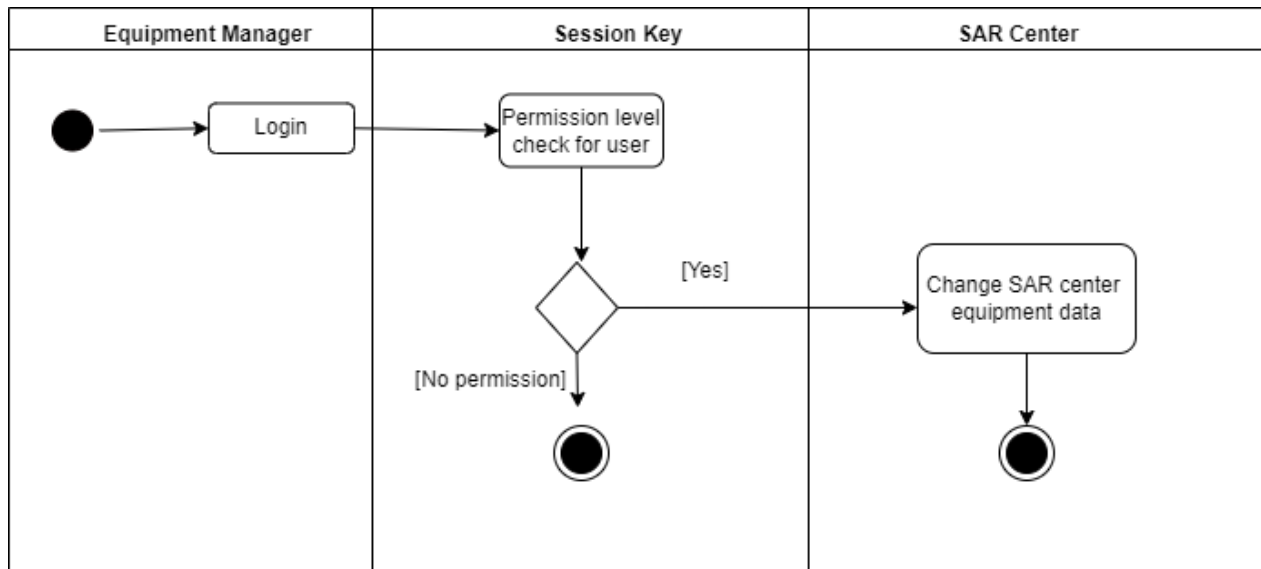 Equipment Manager
Session Key
SAR Center
Login
Permission level
check for user
[Yes]
Change SAR center
equipment data
[No permission]